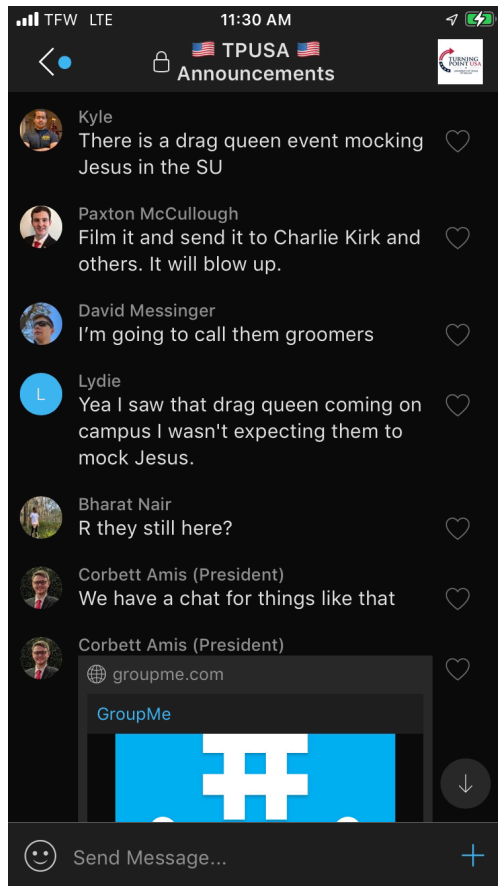 TFW LTE 11:30 AM
🇺🇸 TPUSA 🇺🇸
Announcements
TURNING
POINT USA
Kyle
There is a drag queen event mocking
Jesus in the SU
Paxton McCullough
Film it and send it to Charlie Kirk and
others. It will blow up.
David Messinger
I'm going to call them groomers
L
Lydie
Yea I saw that drag queen coming on
campus I wasn't expecting them to
mock Jesus.
Bharat Nair
R they still here?
Corbett Amis (President)
We have a chat for things like that
Corbett Amis (President)
groupme.com
GroupMe
#
Send Message...